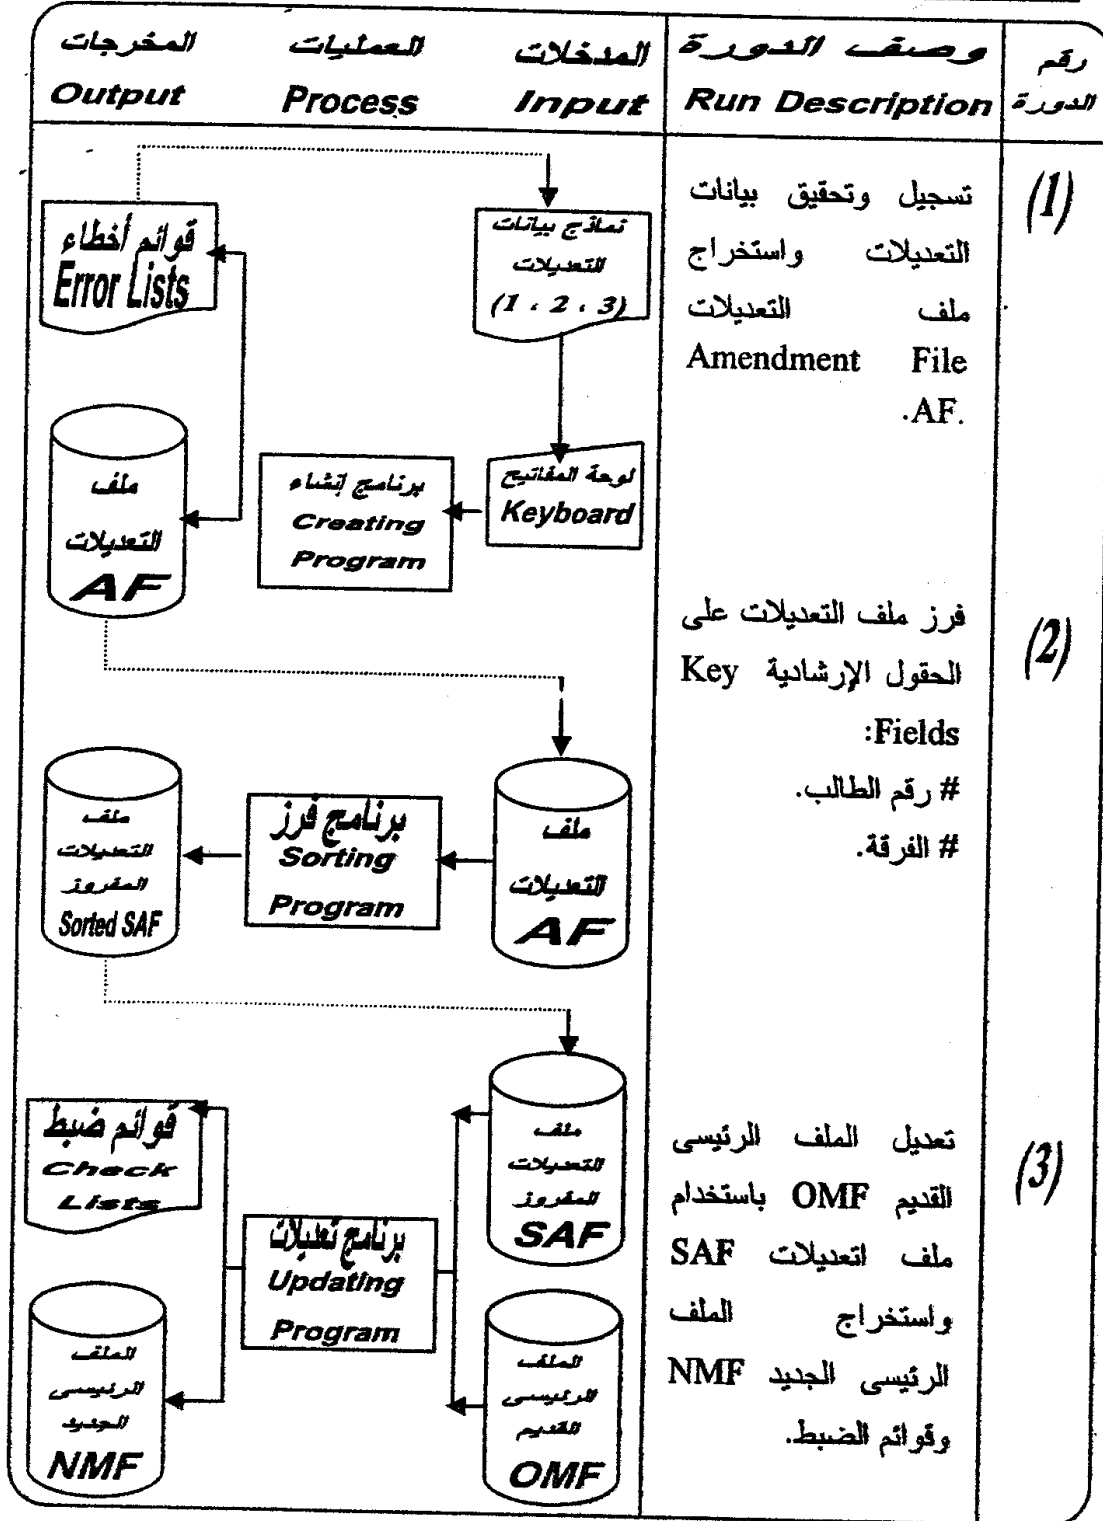 رقم
الدورة
وصف الدورة
Run Description
المدخلات
Input
العمليات
Process
المخرجات
Output
(1)
تسجيل وتحقيق بيانات
التعديلات واستخراج
ملف التعديلات
Amendment File
.AF.
نماذج بيانات
التعديلات
(1 ، 2 ، 3)
لوحة المفاتيح
Keyboard
برنامج إنشاء
Creating
Program
قوائم أخطاء
Error Lists
ملف
التعديلات
AF
(2)
فرز ملف التعديلات على
الحقول الإرشادية Key
Fields:
# رقم الطالب.
# الفرقة.
ملف
التعديلات
AF
برنامج فرز
Sorting
Program
ملف
التعديلات
المفروز
Sorted SAF
(3)
تعديل الملف الرئيسى
القديم OMF باستخدام
ملف اتعديلات SAF
واستخراج الملف
الرئيسى الجديد NMF
وقوائم الضبط.
ملف
التعديلات
المفروز
SAF
الملف
الرئيسى
القديم
OMF
برنامج تعديلات
Updating
Program
قوائم ضبط
Check
Lists
الملف
الرئيسى
الجديد
NMF